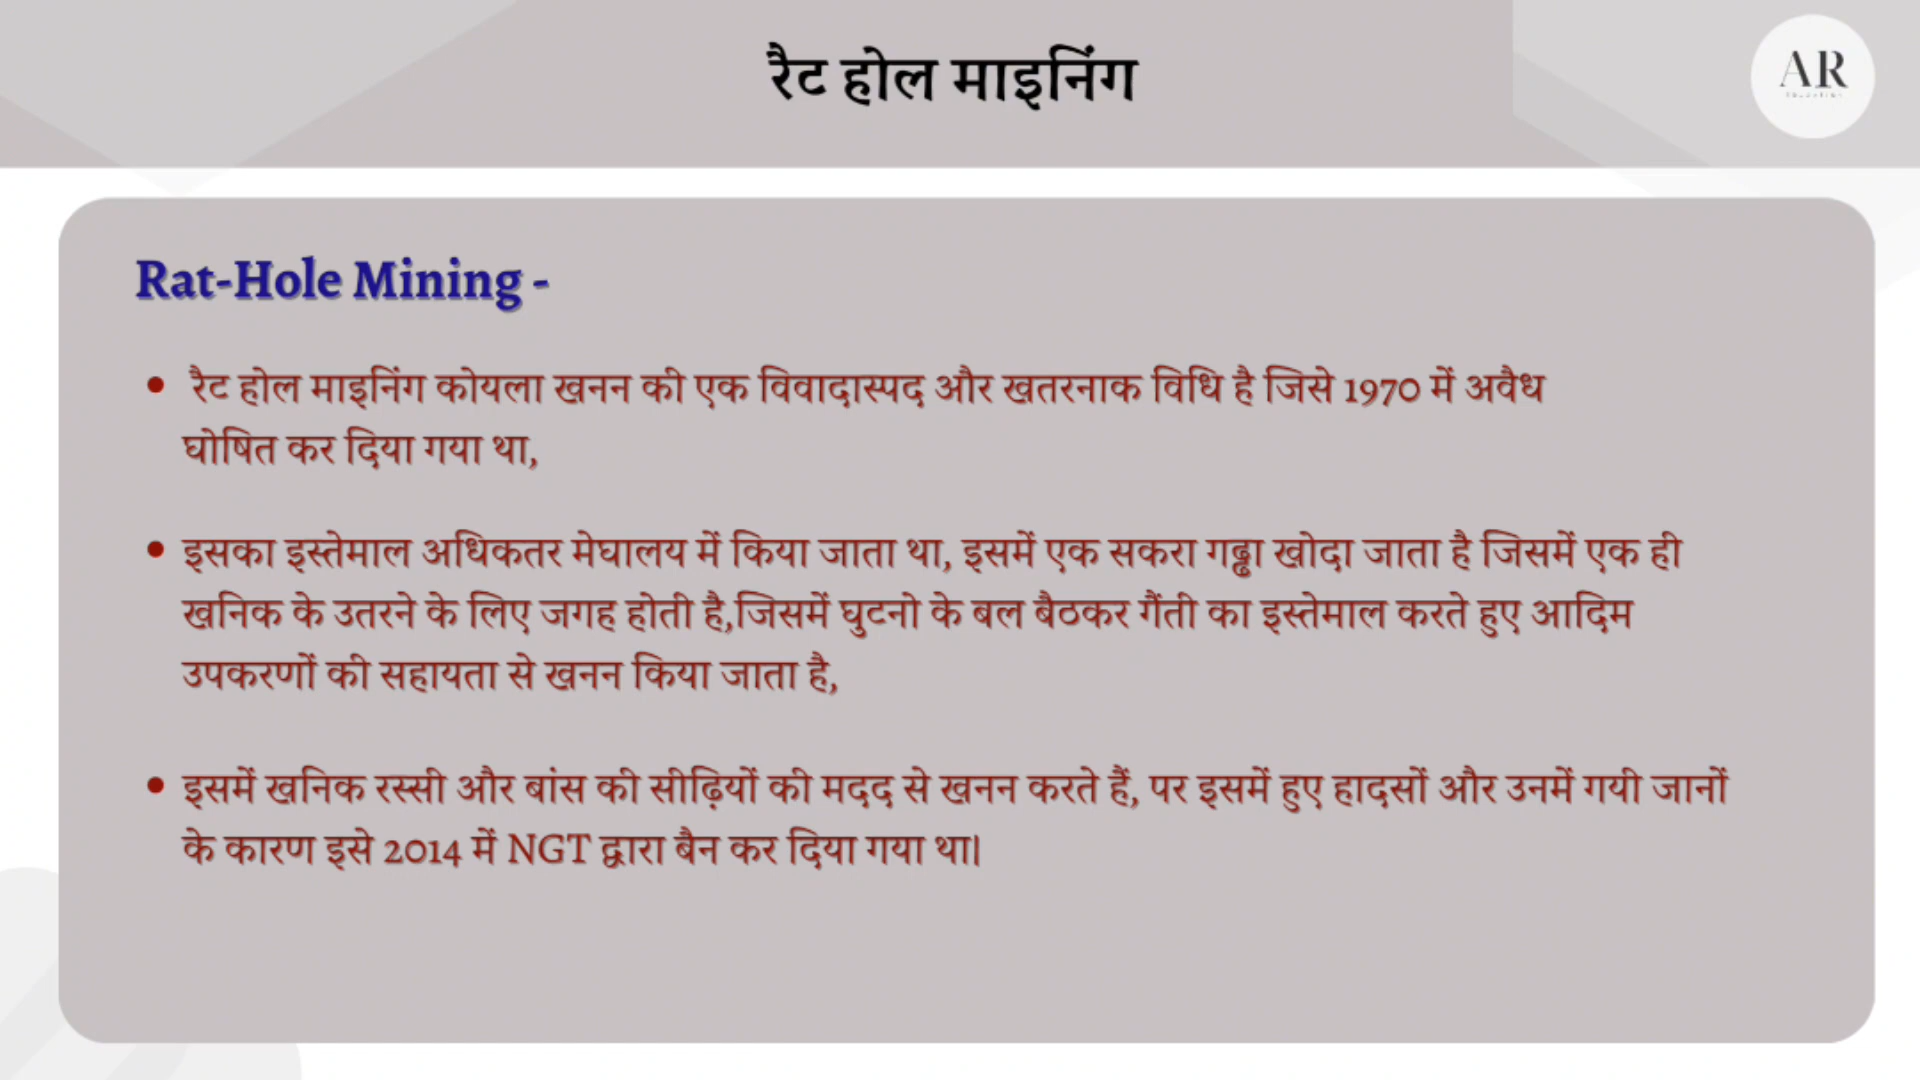 रैट होल माइनिंग
AR
Rat-Hole Mining -
• रैट होल माइनिंग कोयला खनन की एक विवादास्पद और खतरनाक विधि है जिसे 1970 में अवैध
घोषित कर दिया गया था,
• इसका इस्तेमाल अधिकतर मेघालय में किया जाता था, इसमें एक सकरा गढ्ढा खोदा जाता है जिसमें एक ही
खनिक के उतरने के लिए जगह होती है,जिसमें घुटनो के बल बैठकर गैंती का इस्तेमाल करते हुए आदिम
उपकरणों की सहायता से खनन किया जाता है,
• इसमें खनिक रस्सी और बांस की सीढ़ियों की मदद से खनन करते हैं, पर इसमें हुए हादसों और उनमें गयी जानों
के कारण इसे 2014 में NGT द्वारा बैन कर दिया गया था।